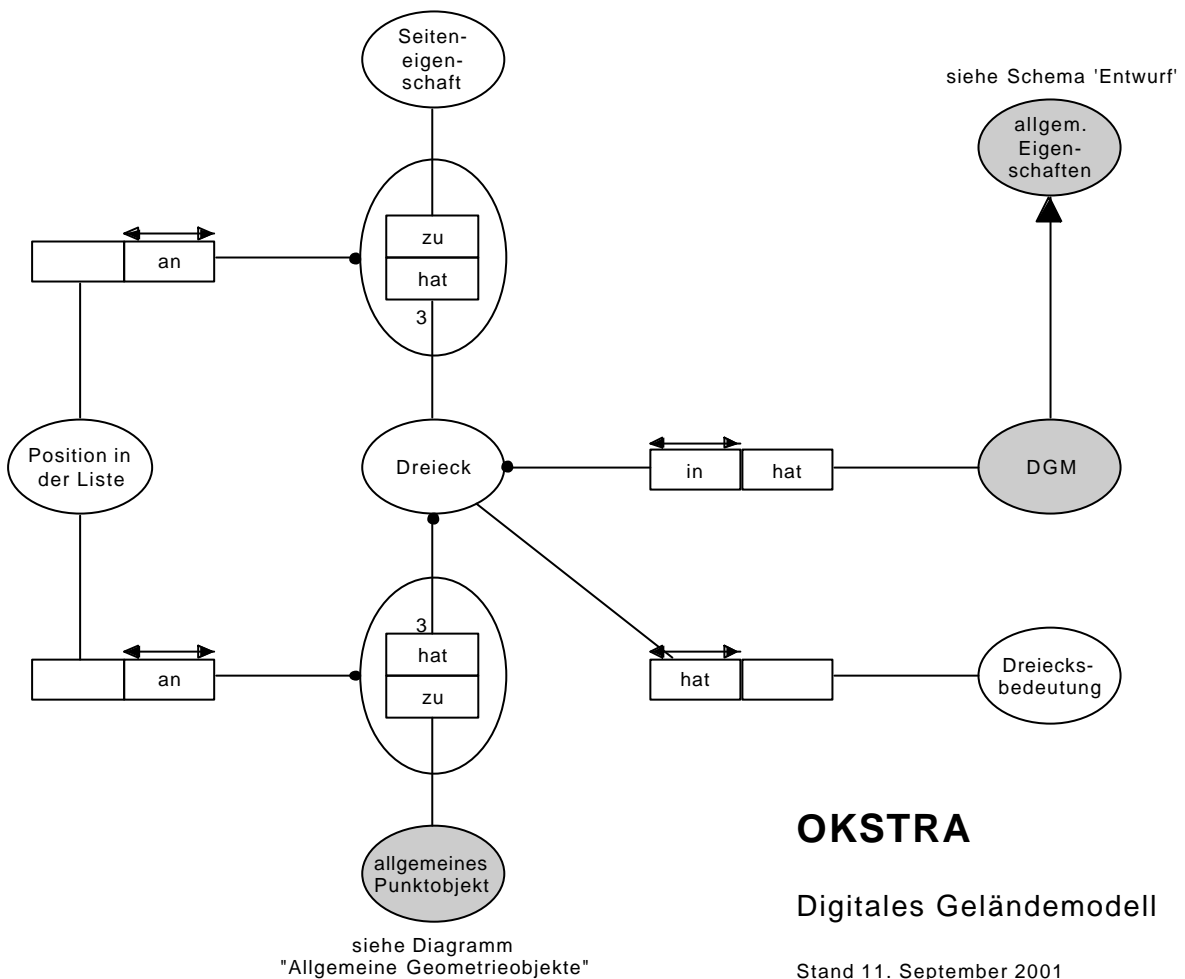 Seiten-
eigen-
schaft
siehe Schema 'Entwurf'
allgem.
Eigen-
schaften
zu
hat
3
an
Position in
der Liste
Dreieck
in
hat
DGM
3
hat
zu
an
hat
Dreiecks-
bedeutung
allgemeines
Punktobjekt
siehe Diagramm
"Allgemeine Geometrieobjekte"
OKSTRA
Digitales Geländemodell
Stand 11. September 2001